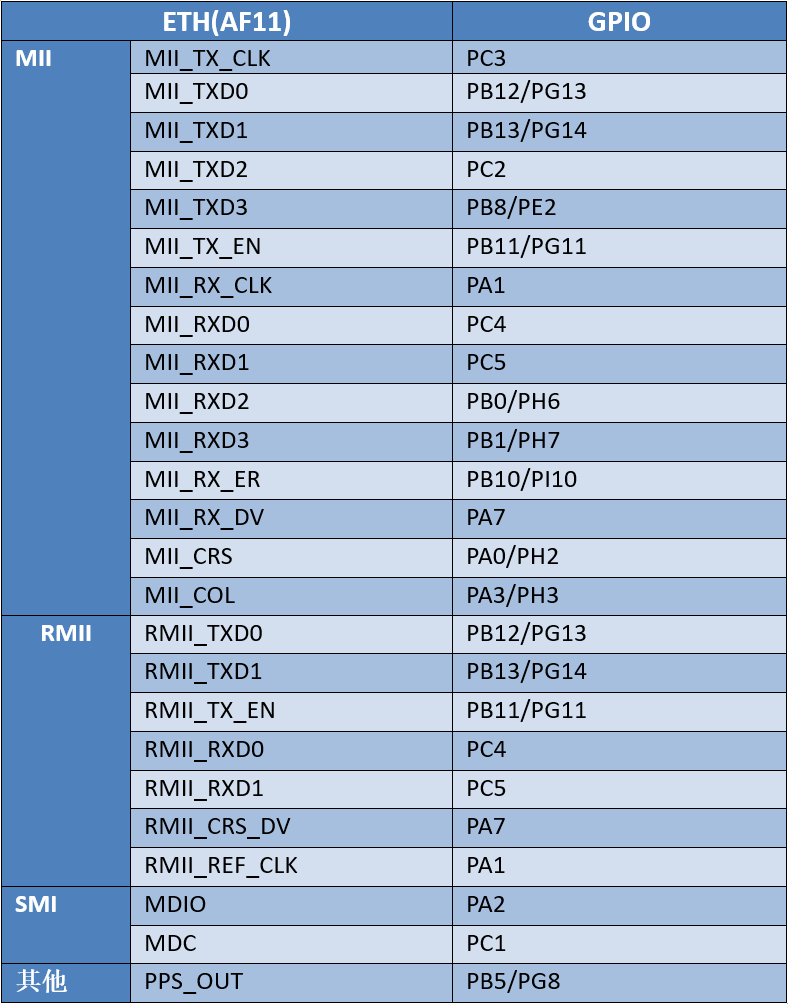 ETH(AF11) GPIO
MII MII_TX_CLK PC3
MII_TXD0 PB12/PG13
MII_TXD1 PB13/PG14
MII_TXD2 PC2
MII_TXD3 PB8/PE2
MII_TX_EN PB11/PG11
MII_RX_CLK PA1
MII_RXD0 PC4
MII_RXD1 PC5
MII_RXD2 PB0/PH6
MII_RXD3 PB1/PH7
MII_RX_ER PB10/PI10
MII_RX_DV PA7
MII_CRS PA0/PH2
MII_COL PA3/PH3
RMII RMII_TXD0 PB12/PG13
RMII_TXD1 PB13/PG14
RMII_TX_EN PB11/PG11
RMII_RXD0 PC4
RMII_RXD1 PC5
RMII_CRS_DV PA7
RMII_REF_CLK PA1
SMI MDIO PA2
MDC PC1
其他 PPS_OUT PB5/PG8